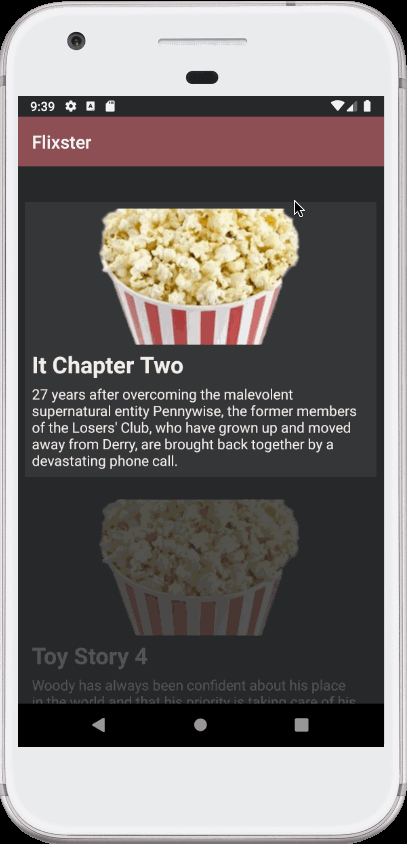 9:39
Flixster
It Chapter Two
27 years after overcoming the malevolent
supernatural entity Pennywise, the former members
of the Losers' Club, who have grown up and moved
away from Derry, are brought back together by a
devastating phone call.
Toy Story 4
Woody has always been confident about his place
in the world and that his priority is taking care of his